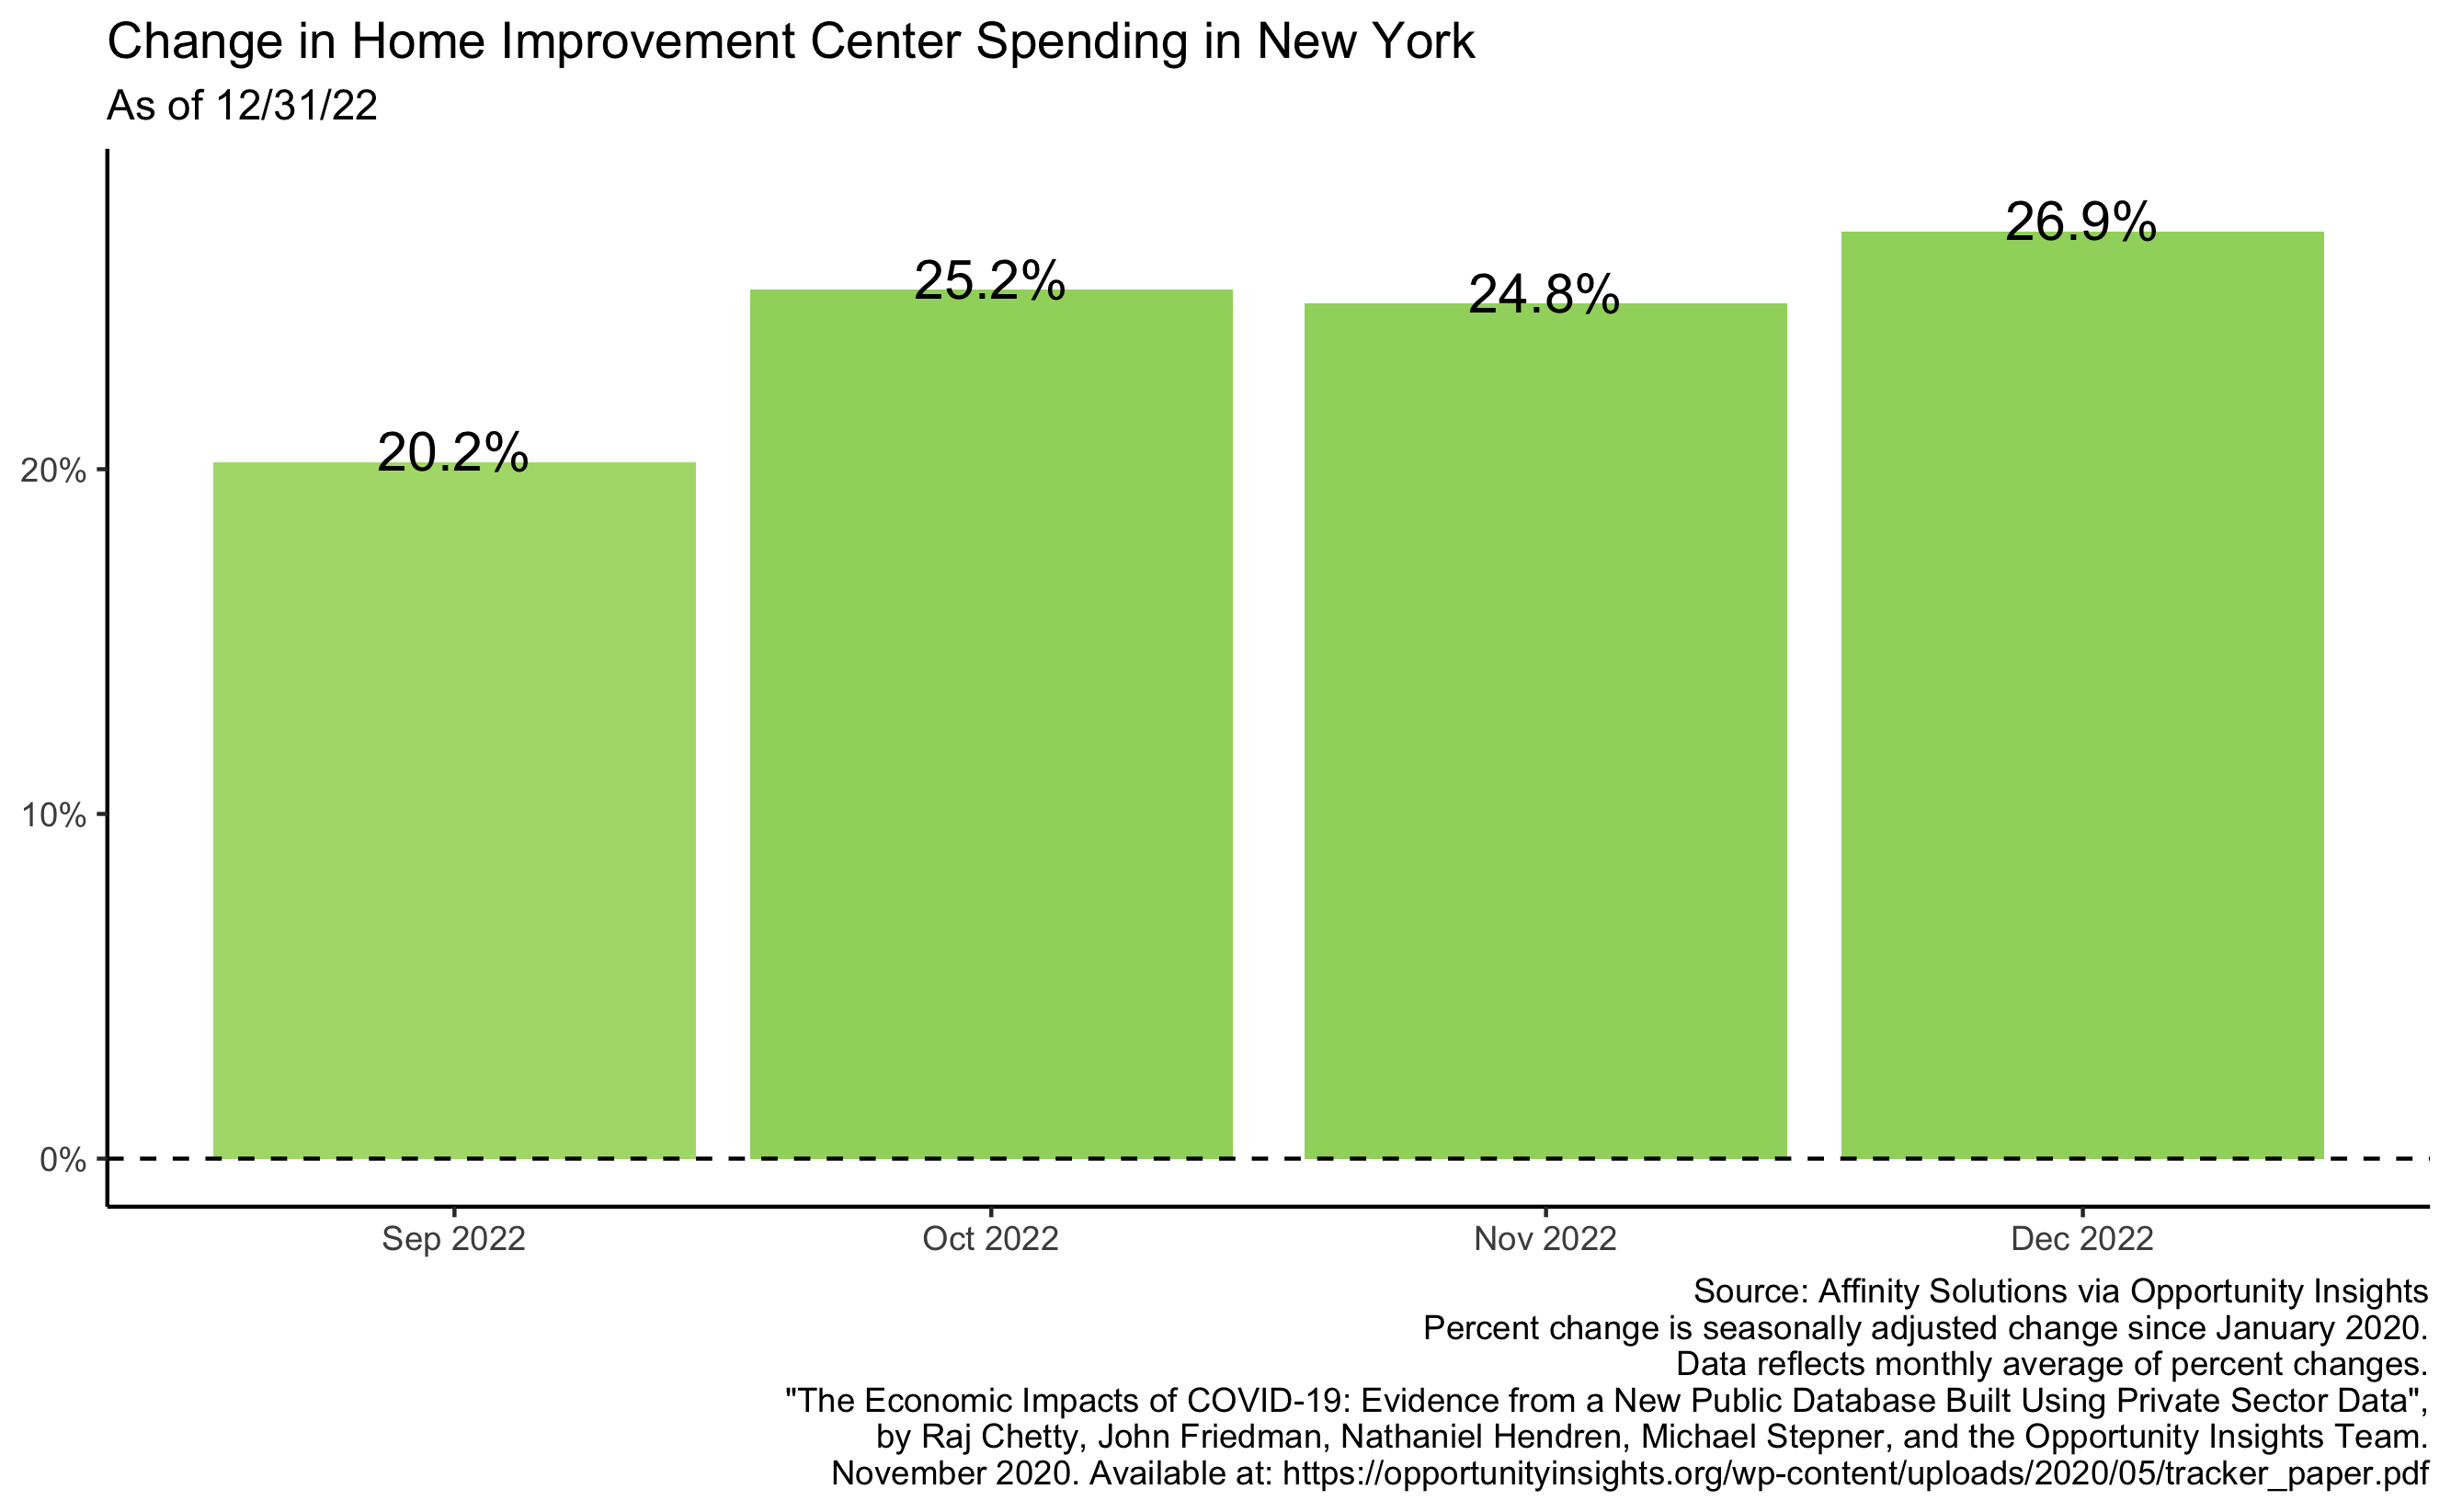 Change in Home Improvement Center Spending in New York
As of 12/31/22
26.9%
25.2%
24.8%
20.2%
20%
10%
0%
Sep 2022
Oct 2022
Nov 2022
Dec 2022
Source: Affinity Solutions via Opportunity Insights
Percent change is seasonally adjusted change since January 2020.
Data reflects monthly average of percent changes.
"The Economic Impacts of COVID-19: Evidence from a New Public Database Built Using Private Sector Data",
by Raj Chetty, John Friedman, Nathaniel Hendren, Michael Stepner, and the Opportunity Insights Team.
November 2020. Available at: https://opportunityinsights.org/wp-content/uploads/2020/05/tracker_paper.pdf